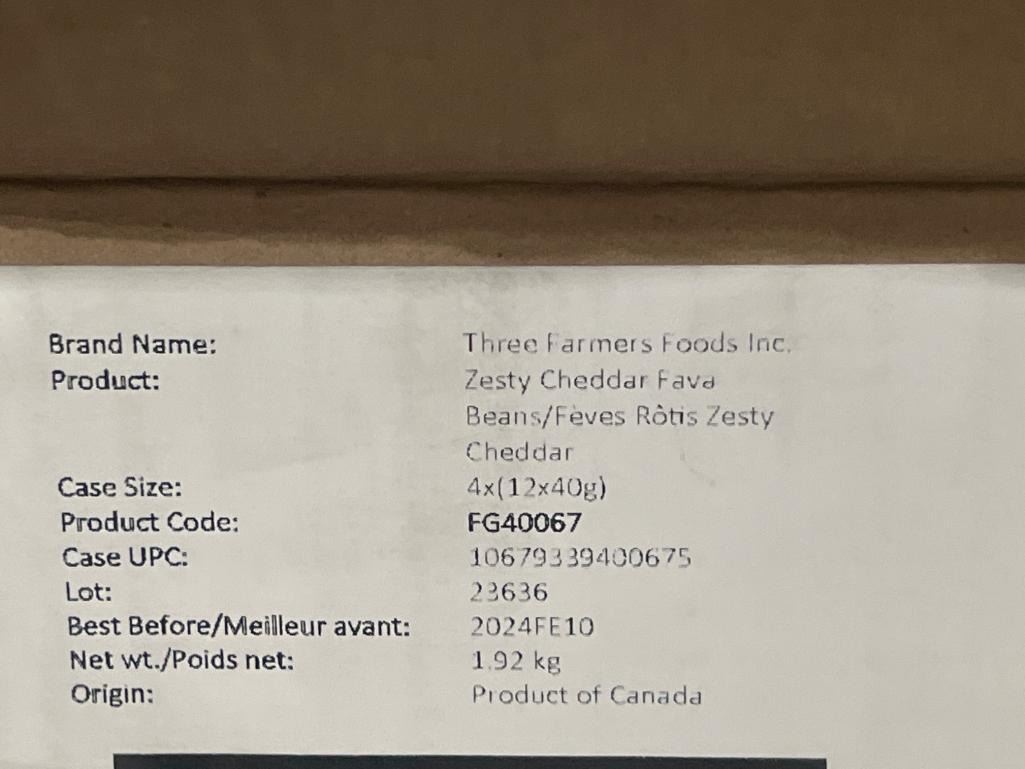 Brand Name: Three Farmers Foods Inc.
Product: Zesty Cheddar Fava
Beans/Fèves Rôtis Zesty
Cheddar
Case Size: 4x(12x40g)
Product Code: FG40067
Case UPC: 10679339400675
Lot: 23636
Best Before/Meilleur avant: 2024FE10
Net wt./Poids net: 1.92 kg
Origin: Product of Canada